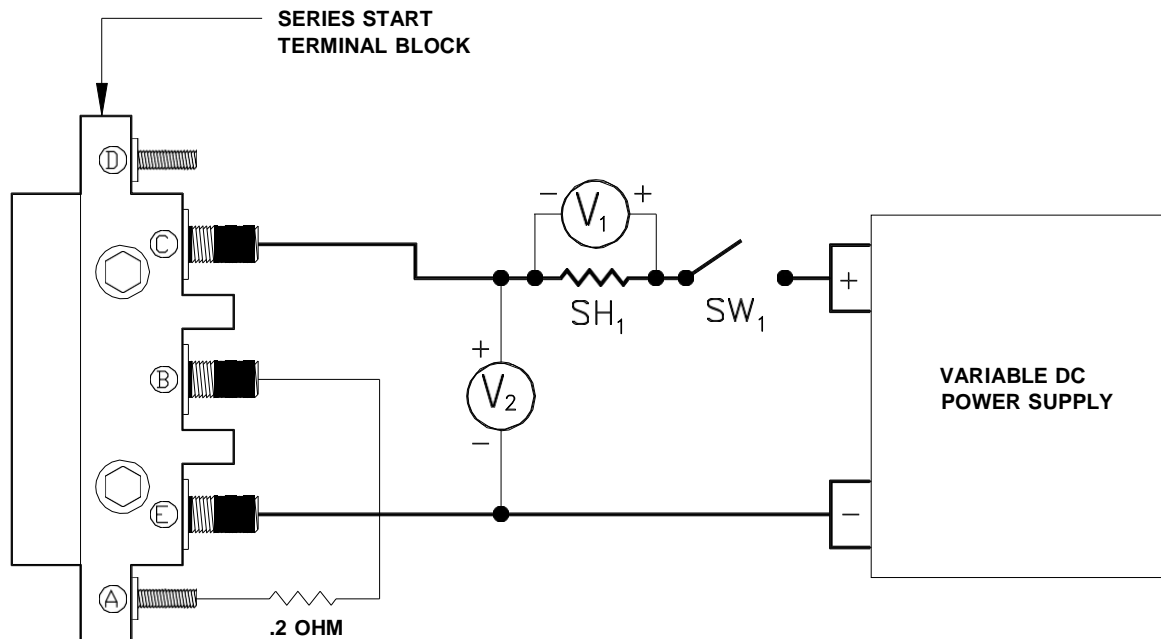 SERIES START
TERMINAL BLOCK
D
C
− V1 +
SH1
SW1
+
B
+
V2
−
VARIABLE DC
POWER SUPPLY
E
−
A
.2 OHM